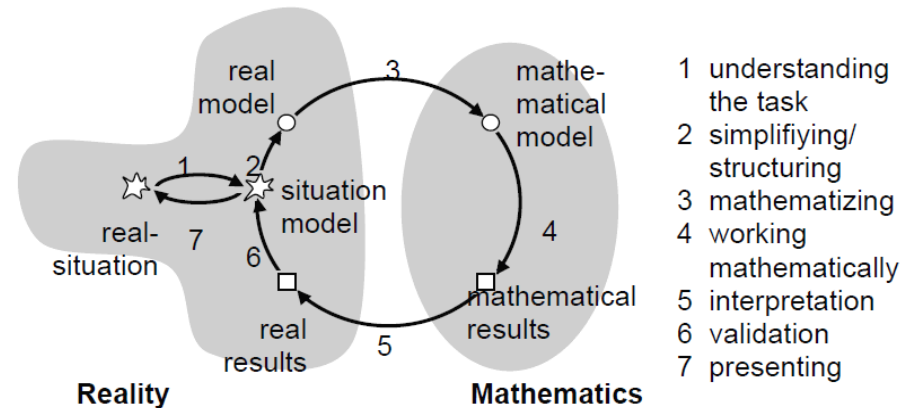 real
model
3
mathe-
matical
model
1
2
situation
model
real-
situation
7
6
4
real
results
5
mathematical
results
Reality
Mathematics
1 understanding
the task
2 simplifiying/
structuring
3 mathematizing
4 working
mathematically
5 interpretation
6 validation
7 presenting